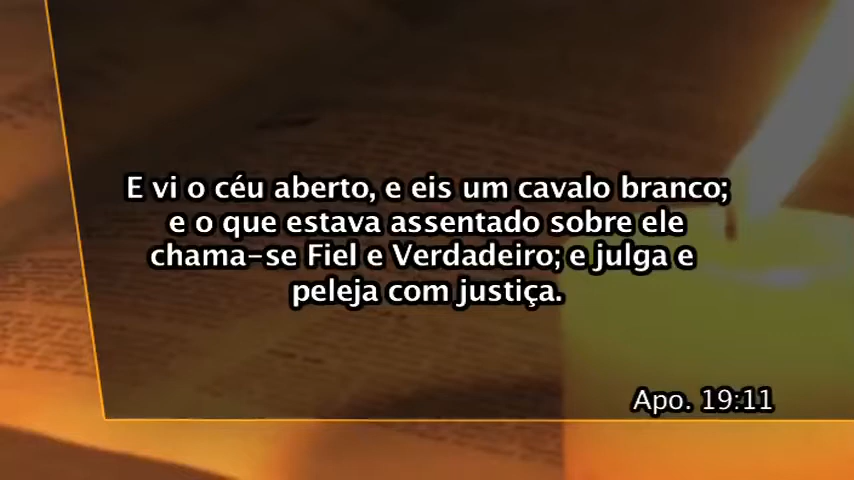 E vi o céu aberto, e eis um cavalo branco;
e o que estava assentado sobre ele
chama-se Fiel e Verdadeiro; e julga e
peleja com justiça.
Apo. 19:11